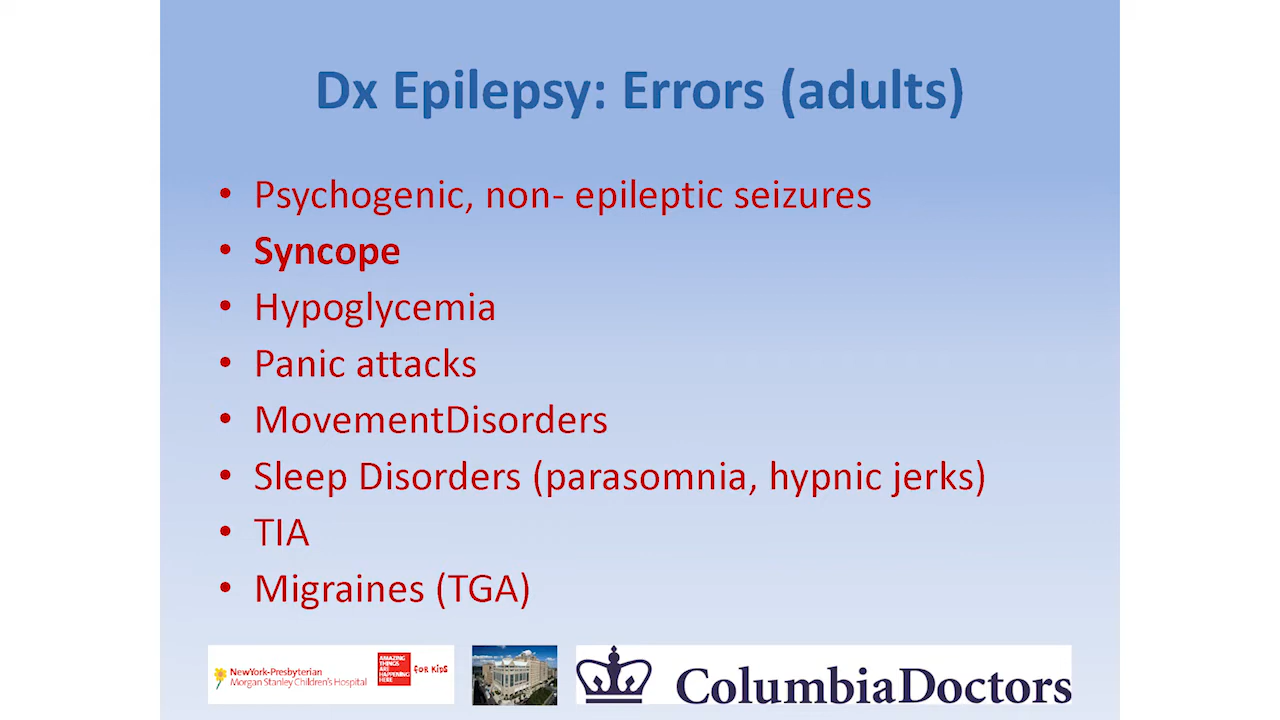 Dx Epilepsy: Errors (adults)
• Psychogenic, non- epileptic seizures
• Syncope
• Hypoglycemia
• Panic attacks
• MovementDisorders
• Sleep Disorders (parasomnia, hypnic jerks)
• TIA
• Migraines (TGA)
NewYork-Presbyterian
Morgan Stanley Children's Hospital
AMAZING
THINGS
ARE
HAPPENING
HERE
FOR KIDS
ColumbiaDoctors